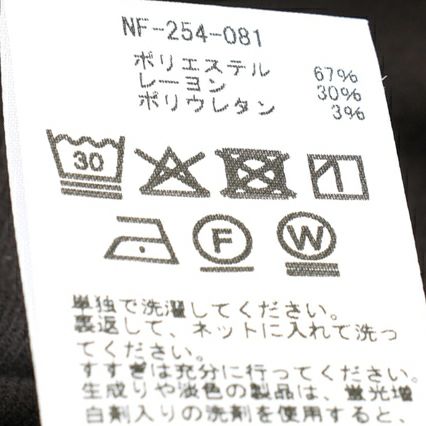 NF-254-081
ポリエステル 67%
レーヨン 30%
ポリウレタン 3%
30
F
W
単独で洗濯してください。
裏返して、ネットに入れて洗っ
てください。
すすぎは充分に行ってください。
生成りや淡色の製品は、蛍光増
白剤入りの洗剤を使用すると、